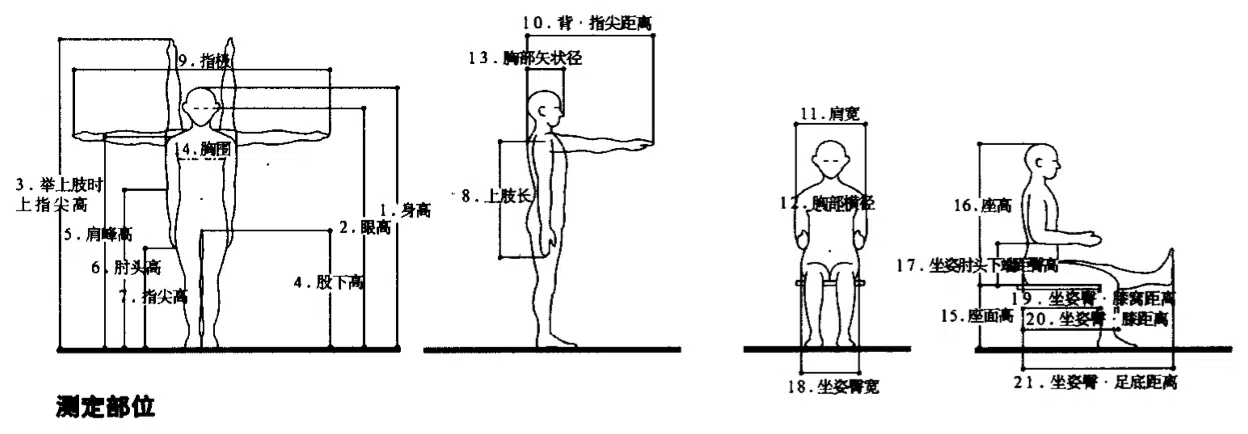 10.背·指尖距离
9.指极
13.胸部矢状径
11.肩宽
4.胸围
3.举上肢时
上指尖高
8.上肢长
12.胸部横径
16.座高
1.身高
2.眼高
5.肩峰高
6.肘头高
17.坐姿肘头下端距臀高
4.股下高
7.指尖高
19.坐姿臀·膝窝距离
15.座面高
20.坐姿臀·膝距离
18.坐姿臀宽
21.坐姿臀·足底距离
测定部位